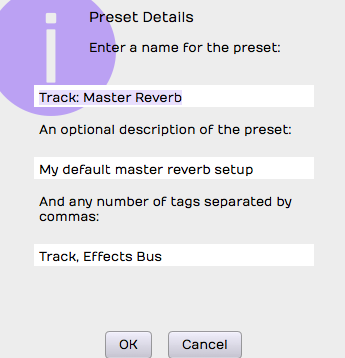 Preset Details
Enter a name for the preset:
Track: Master Reverb
An optional description of the preset:
My default master reverb setup
And any number of tags separated by
commas:
Track, Effects Bus
OK
Cancel